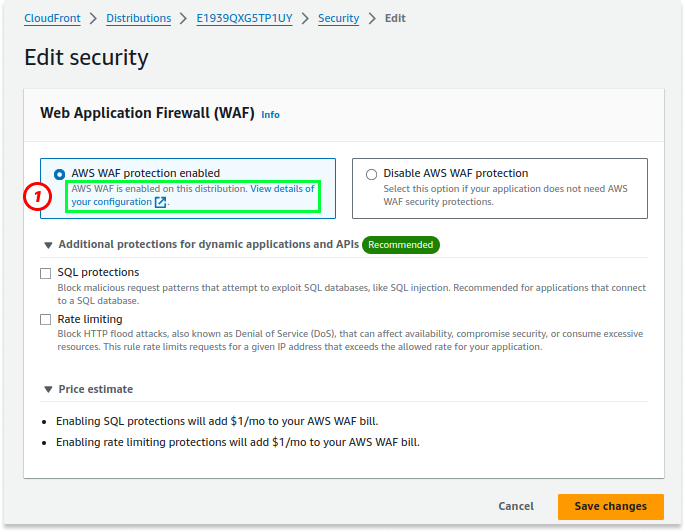 CloudFront > Distributions > E1939QXG5TP1UY > Security > Edit
Edit security
Web Application Firewall (WAF) Info
1
AWS WAF protection enabled
AWS WAF is enabled on this distribution. View details of
your configuration.
Disable AWS WAF protection
Select this option if your application does not need AWS
WAF security protections.
Additional protections for dynamic applications and APIs Recommended
SQL protections
Block malicious request patterns that attempt to exploit SQL databases, like SQL injection. Recommended for applications that connect
to a SQL database.
Rate limiting
Block HTTP flood attacks, also known as Denial of Service (DoS), that can affect availability, compromise security, or consume excessive
resources. This rule rate limits requests for a given IP address that exceeds the allowed rate for your application.
Price estimate
• Enabling SQL protections will add $1/mo to your AWS WAF bill.
• Enabling rate limiting protections will add $1/mo to your AWS WAF bill.
Cancel
Save changes